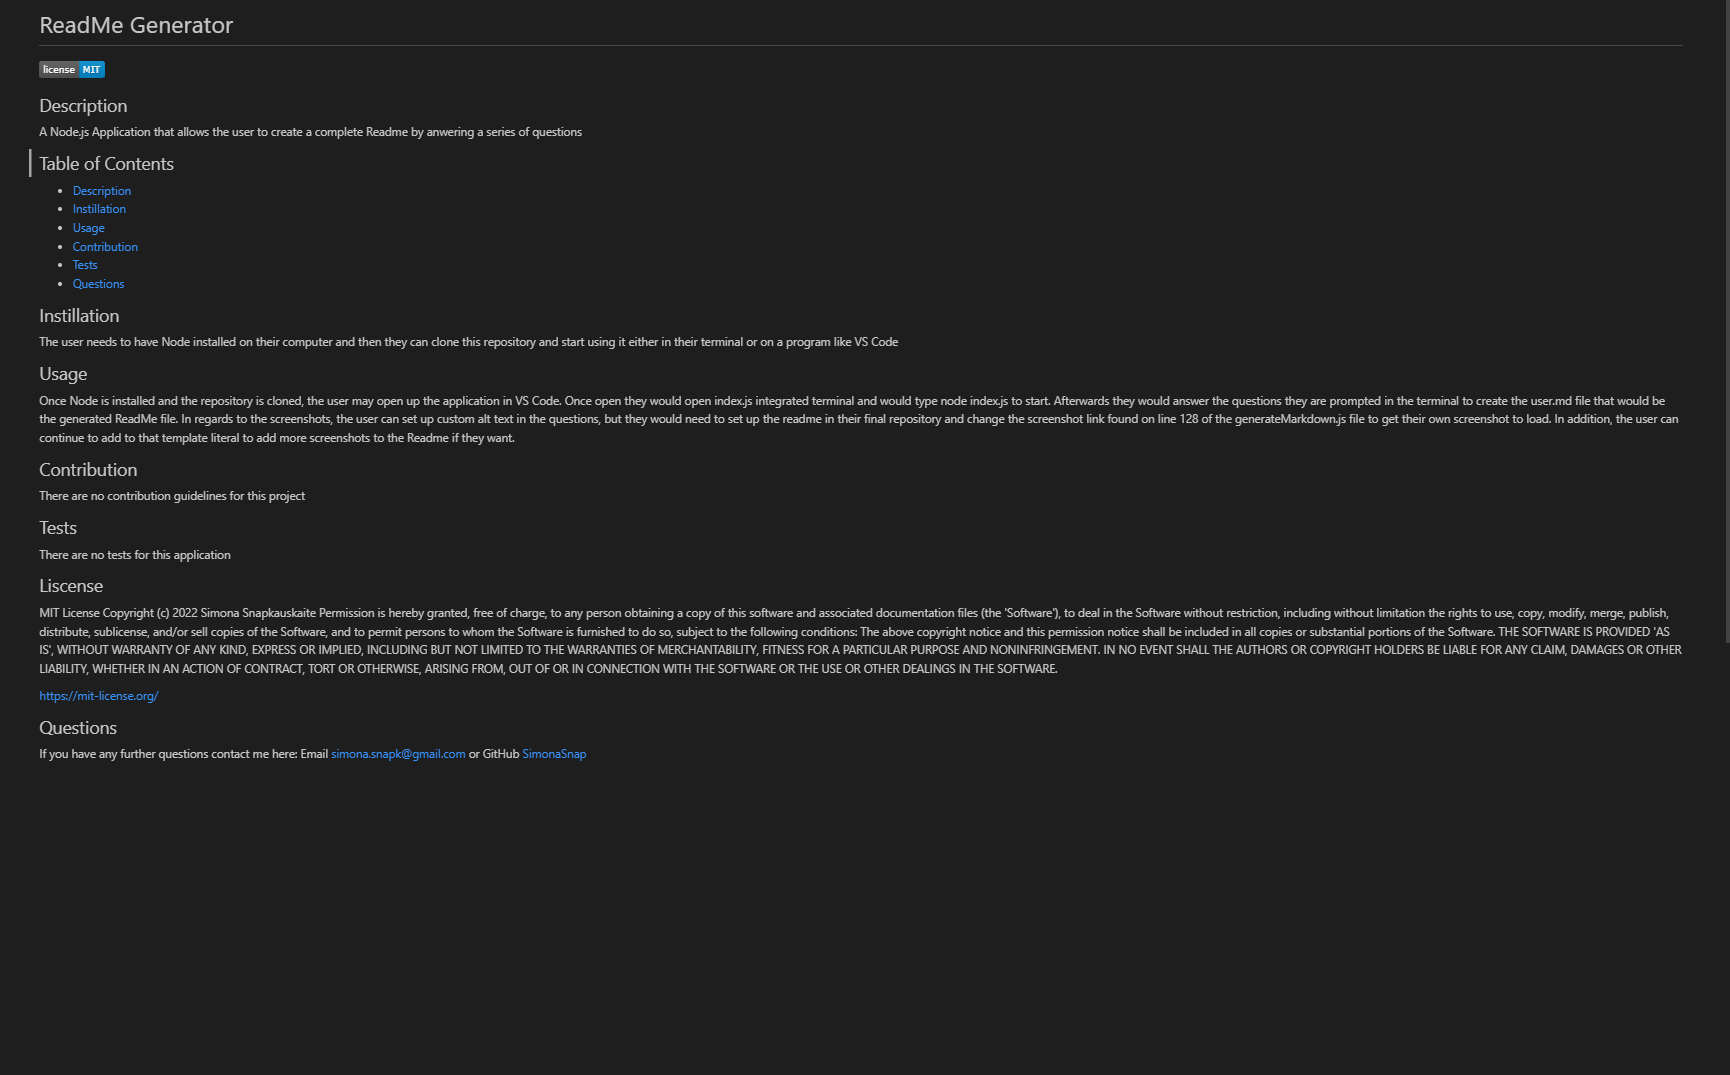 ReadMe Generator
license MIT
Description
A Node.js Application that allows the user to create a complete Readme by anwering a series of questions
Table of Contents
Description
Instillation
Usage
Contribution
Tests
Questions
Instillation
The user needs to have Node installed on their computer and then they can clone this repository and start using it either in their terminal or on a program like VS Code
Usage
Once Node is installed and the repository is cloned, the user may open up the application in VS Code. Once open they would open index.js integrated terminal and would type node index.js to start. Afterwards they would answer the questions they are prompted in the terminal to create the user.md file that would be
the generated ReadMe file. In regards to the screenshots, the user can set up custom alt text in the questions, but they would need to set up the readme in their final repository and change the screenshot link found on line 128 of the generateMarkdown.js file to get their own screenshot to load. In addition, the user can
continue to add to that template literal to add more screenshots to the Readme if they want.
Contribution
There are no contribution guidelines for this project
Tests
There are no tests for this application
Liscense
MIT License Copyright (c) 2022 Simona Snapkauskaite Permission is hereby granted, free of charge, to any person obtaining a copy of this software and associated documentation files (the 'Software'), to deal in the Software without restriction, including without limitation the rights to use, copy, modify, merge, publish,
distribute, sublicense, and/or sell copies of the Software, and to permit persons to whom the Software is furnished to do so, subject to the following conditions: The above copyright notice and this permission notice shall be included in all copies or substantial portions of the Software. THE SOFTWARE IS PROVIDED 'AS
IS', WITHOUT WARRANTY OF ANY KIND, EXPRESS OR IMPLIED, INCLUDING BUT NOT LIMITED TO THE WARRANTIES OF MERCHANTABILITY, FITNESS FOR A PARTICULAR PURPOSE AND NONINFRINGEMENT. IN NO EVENT SHALL THE AUTHORS OR COPYRIGHT HOLDERS BE LIABLE FOR ANY CLAIM, DAMAGES OR OTHER
LIABILITY, WHETHER IN AN ACTION OF CONTRACT, TORT OR OTHERWISE, ARISING FROM, OUT OF OR IN CONNECTION WITH THE SOFTWARE OR THE USE OR OTHER DEALINGS IN THE SOFTWARE.
https://mit-license.org/
Questions
If you have any further questions contact me here: Email simona.snapk@gmail.com or GitHub SimonaSnap